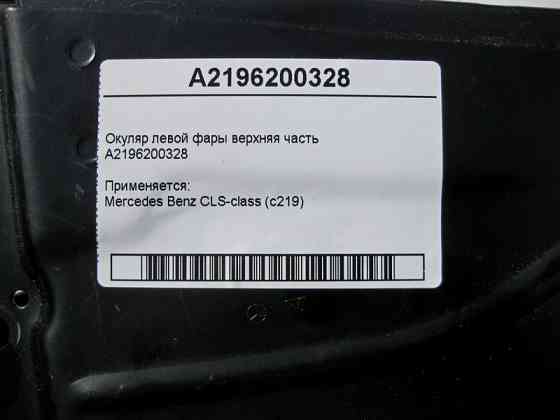 A2196200328
Окуляр левой фары верхняя часть
A2196200328
Применяется:
Mercedes Benz CLS-class (c219)